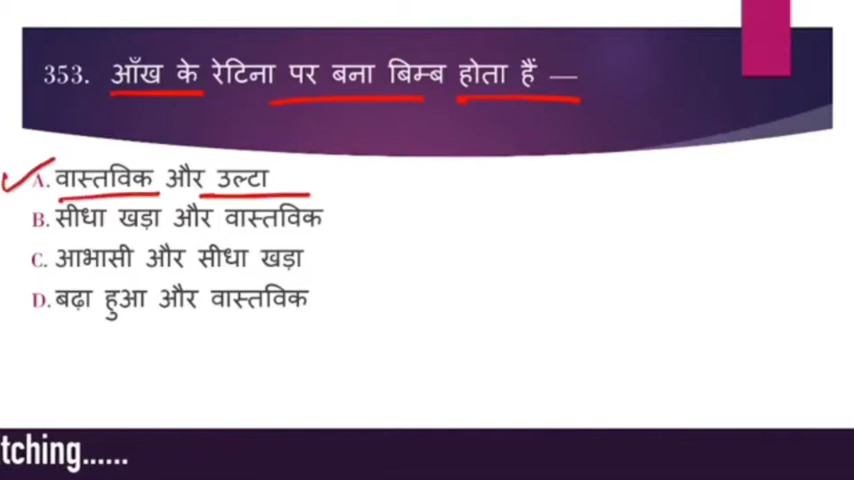 353. आँख के रेटिना पर बना बिम्ब होता हैं —
A. वास्तविक और उल्टा
B. सीधा खड़ा और वास्तविक
C. आभासी और सीधा खड़ा
D. बढ़ा हुआ और वास्तविक
tching......